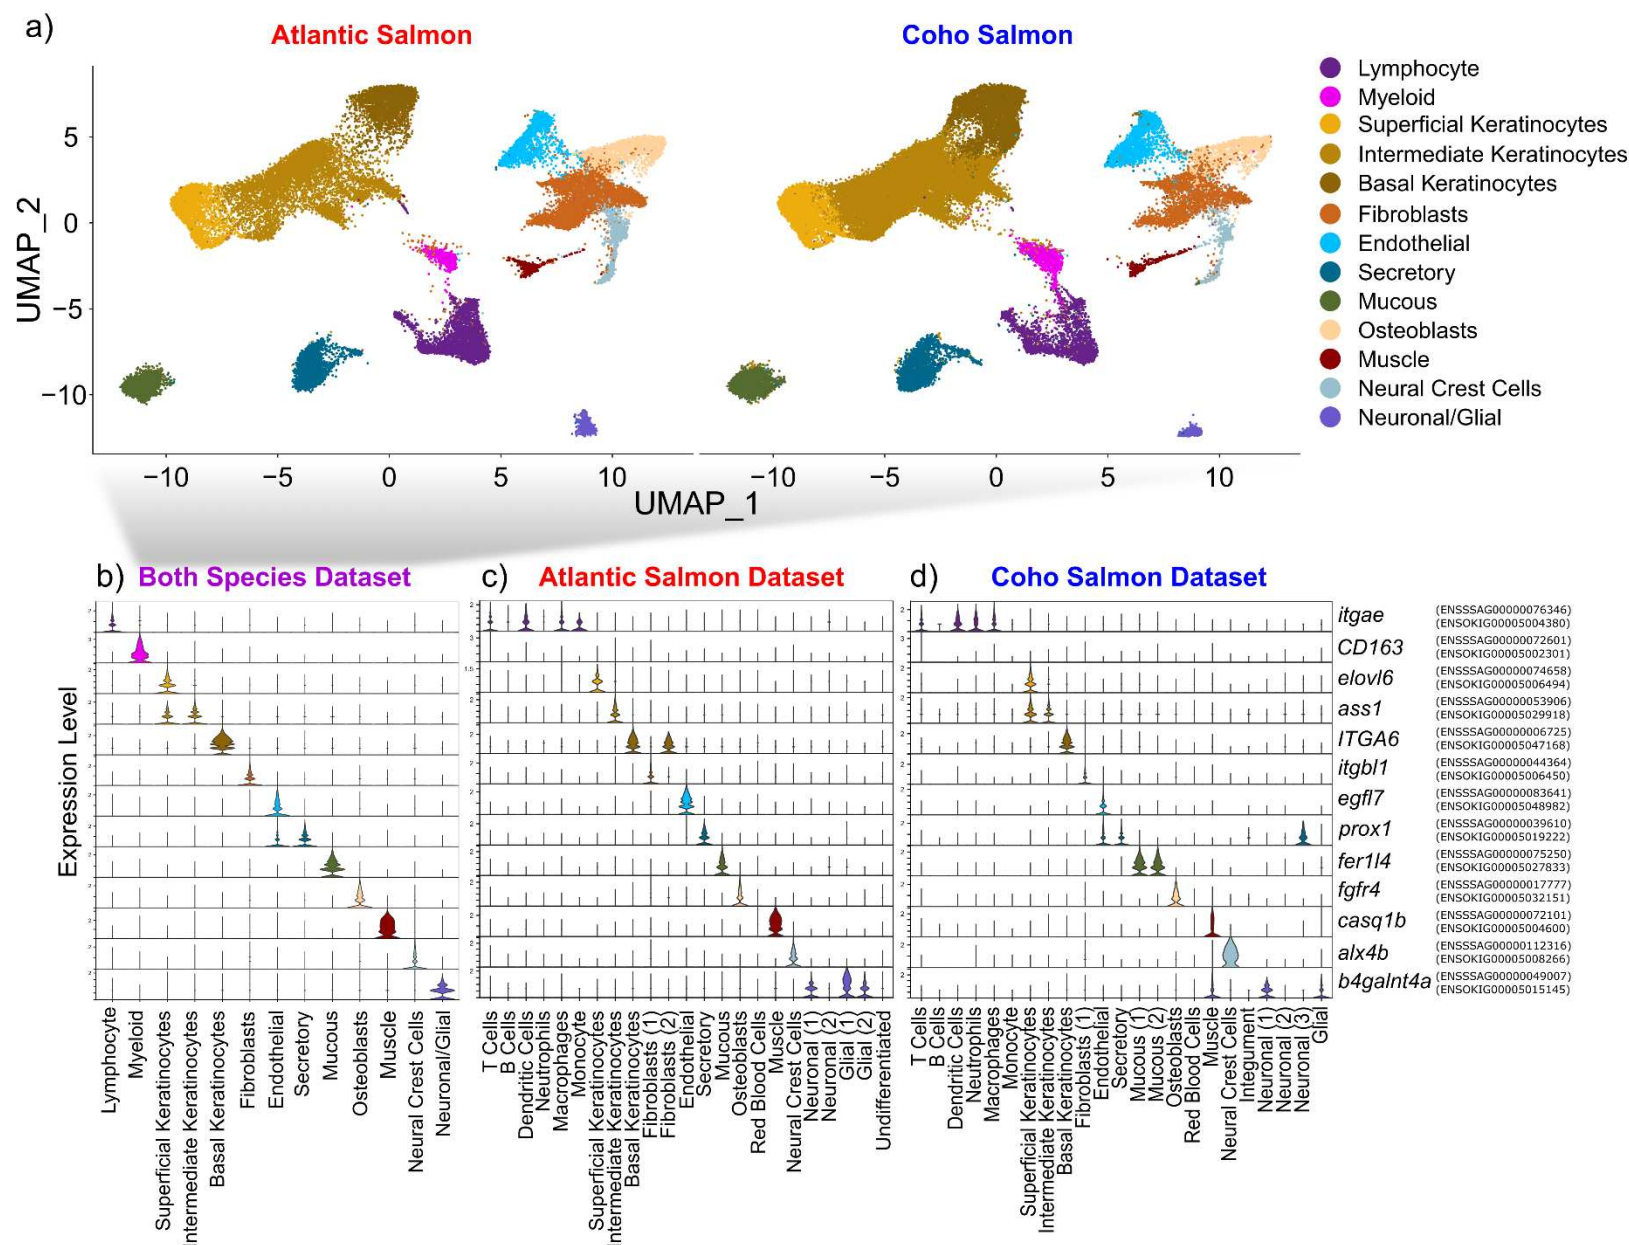 a)
Atlantic Salmon
Coho Salmon
UMAP_2
5
0
−5
−10
−10
−5
0
5
10
−10
−5
0
5
10
UMAP_1
Lymphocyte
Myeloid
Superficial Keratinocytes
Intermediate Keratinocytes
Basal Keratinocytes
Fibroblasts
Endothelial
Secretory
Mucous
Osteoblasts
Muscle
Neural Crest Cells
Neuronal/Glial
b) Both Species Dataset
c) Atlantic Salmon Dataset
d) Coho Salmon Dataset
Expression Level
itgae (ENSSSAG00000076346)
(ENSOKIG00005004380)
CD163 (ENSSSAG00000072601)
(ENSOKIG00005002301)
elovl6 (ENSSSAG00000074658)
(ENSOKIG00005006494)
ass1 (ENSSSAG00000053906)
(ENSOKIG00005029918)
ITGA6 (ENSSSAG00000006725)
(ENSOKIG00005047168)
itgbl1 (ENSSSAG00000044364)
(ENSOKIG00005006450)
egfl7 (ENSSSAG00000083641)
(ENSOKIG00005048982)
prox1 (ENSSSAG00000039610)
(ENSOKIG00005019222)
fer1l4 (ENSSSAG00000075250)
(ENSOKIG00005027833)
fgfr4 (ENSSSAG00000017777)
(ENSOKIG00005032151)
casq1b (ENSSSAG00000072101)
(ENSOKIG00005004600)
alx4b (ENSSSAG00000112316)
(ENSOKIG00005008266)
b4galnt4a (ENSSSAG00000049007)
(ENSOKIG00005015145)
Lymphocyte
Myeloid
Superficial Keratinocytes
Intermediate Keratinocytes
Basal Keratinocytes
Fibroblasts
Endothelial
Secretory
Mucous
Osteoblasts
Muscle
Neural Crest Cells
Neuronal/Glial
T Cells
B Cells
Dendritic Cells
Neutrophils
Macrophages
Monocyte
Superficial Keratinocytes
Intermediate Keratinocytes
Basal Keratinocytes
Fibroblasts (1)
Fibroblasts (2)
Endothelial
Secretory
Mucous
Osteoblasts
Red Blood Cells
Muscle
Neural Crest Cells
Neuronal (1)
Neuronal (2)
Glial (1)
Glial (2)
Undifferentiated
T Cells
B Cells
Dendritic Cells
Neutrophils
Macrophages
Monocyte
Superficial Keratinocytes
Intermediate Keratinocytes
Basal Keratinocytes
Fibroblasts (1)
Endothelial
Secretory
Mucous (1)
Mucous (2)
Osteoblasts
Red Blood Cells
Muscle
Neural Crest Cells
Integument
Neuronal (1)
Neuronal (2)
Neuronal (3)
Glial